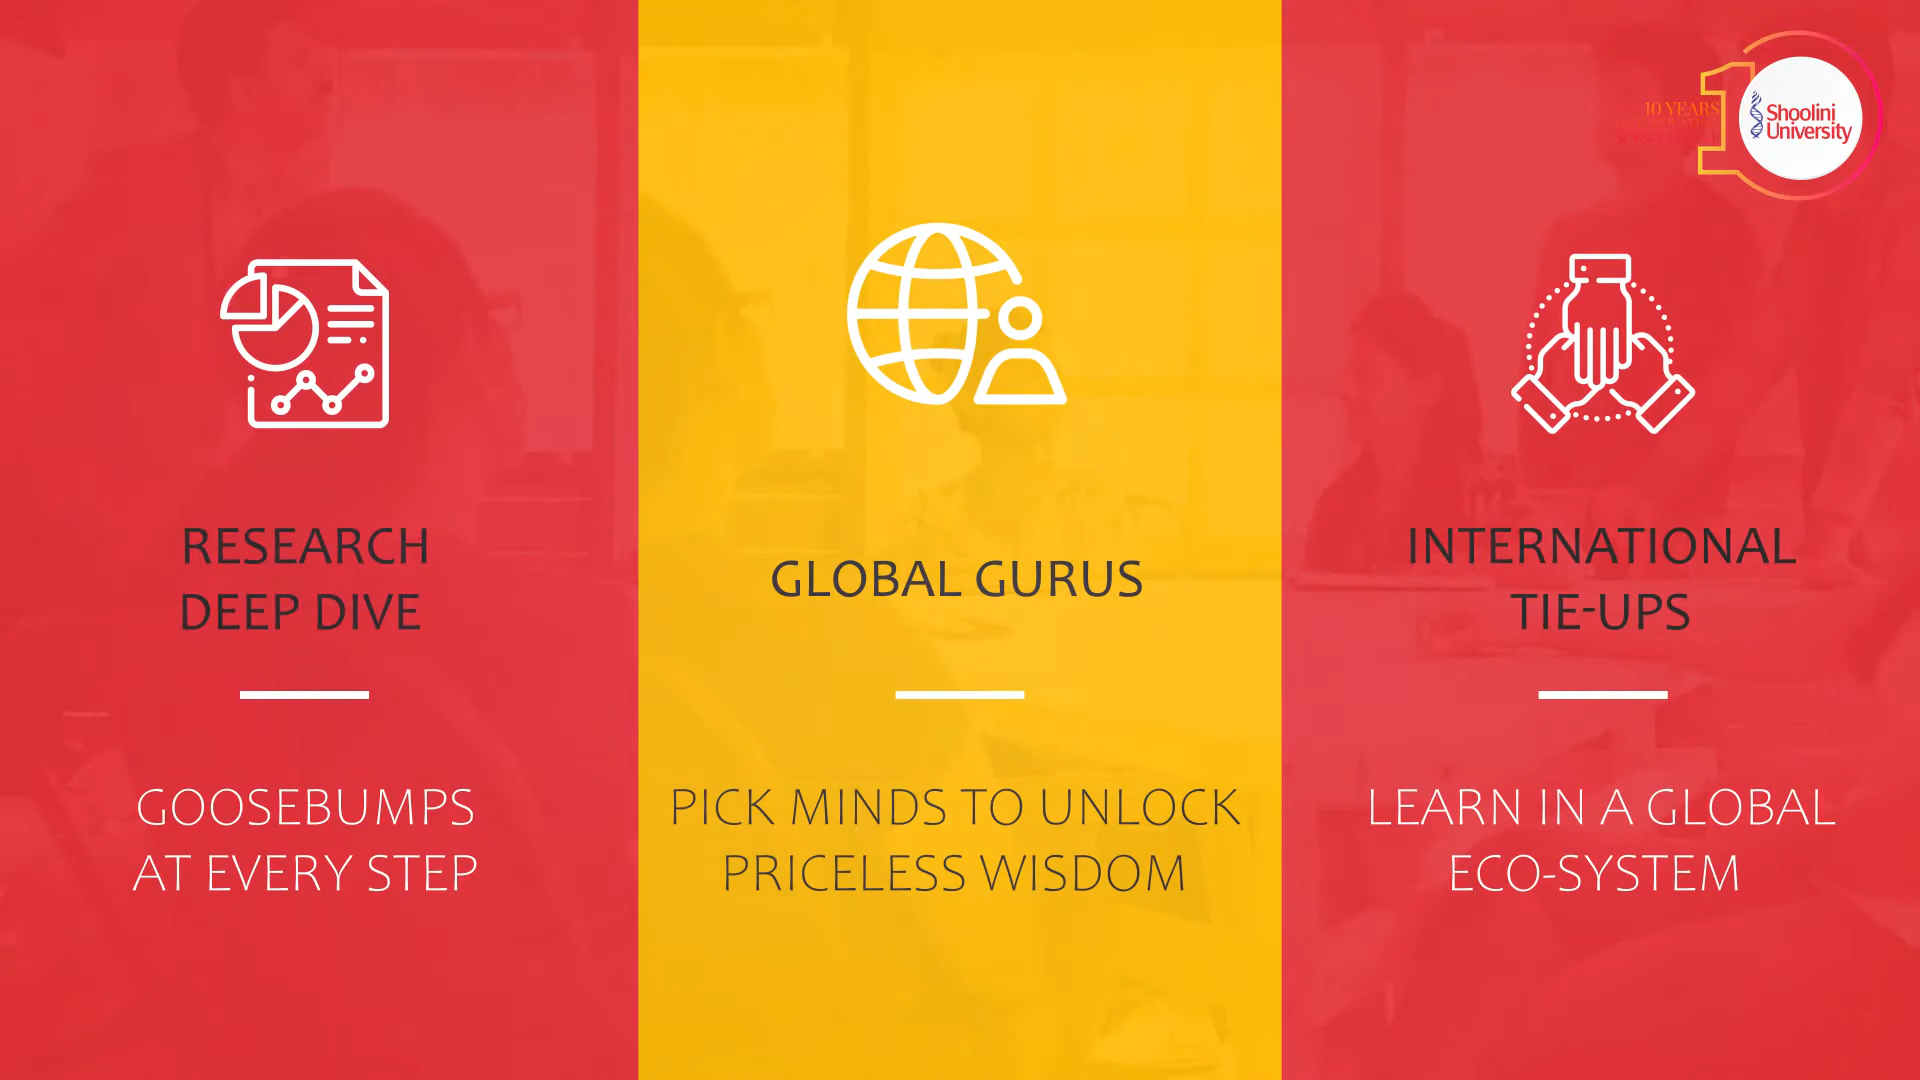 10 YEARS
Shoolini
University
RESEARCH
DEEP DIVE
GOOSEBUMPS
AT EVERY STEP
GLOBAL GURUS
PICK MINDS TO UNLOCK
PRICELESS WISDOM
INTERNATIONAL
TIE-UPS
LEARN IN A GLOBAL
ECO-SYSTEM